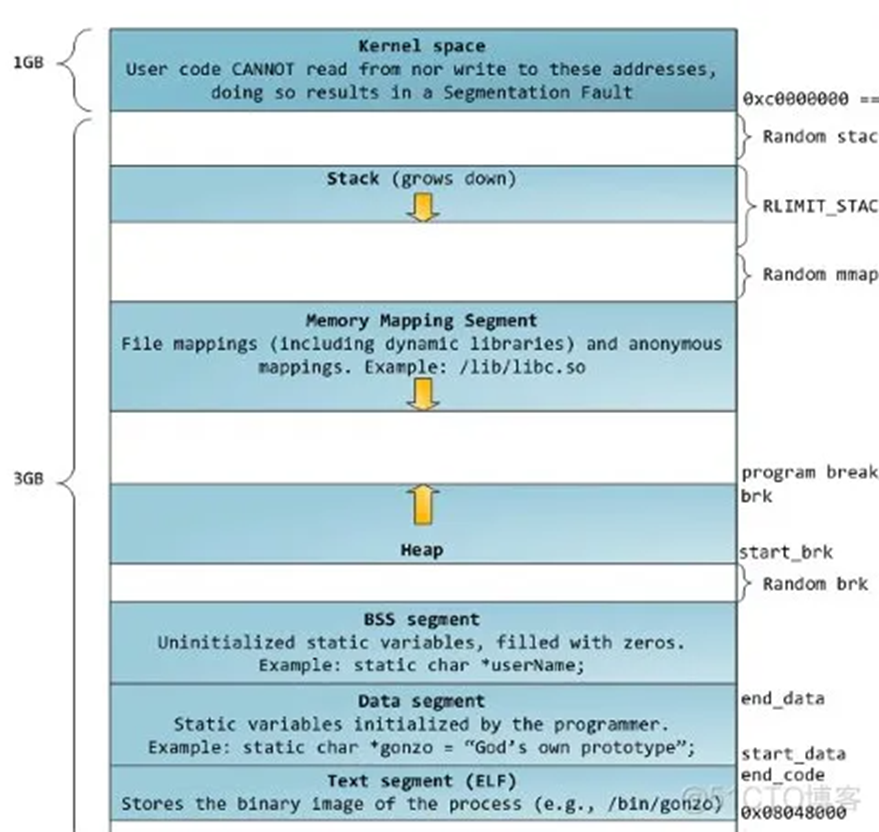 Kernel space
1GB
User code CANNOT read from nor write to these addresses,
doing so results in a Segmentation Fault
0xc0000000 ==
Random stac
Stack (grows down)
RLIMIT_STAC
Random mmap
Memory Mapping Segment
File mappings (including dynamic libraries) and anonymous
mappings. Example: /lib/libc.so
3GB
program break
brk
Heap
start_brk
Random brk
BSS segment
Uninitialized static variables, filled with zeros.
Example: static char *userName;
Data segment
end_data
Static variables initialized by the programmer.
Example: static char *gonzo = “God’s own prototype”;
start_data
end_code
Text segment (ELF)
Stores the binary image of the process (e.g., /bin/gonzo)
@51CTO博客
0x08048000